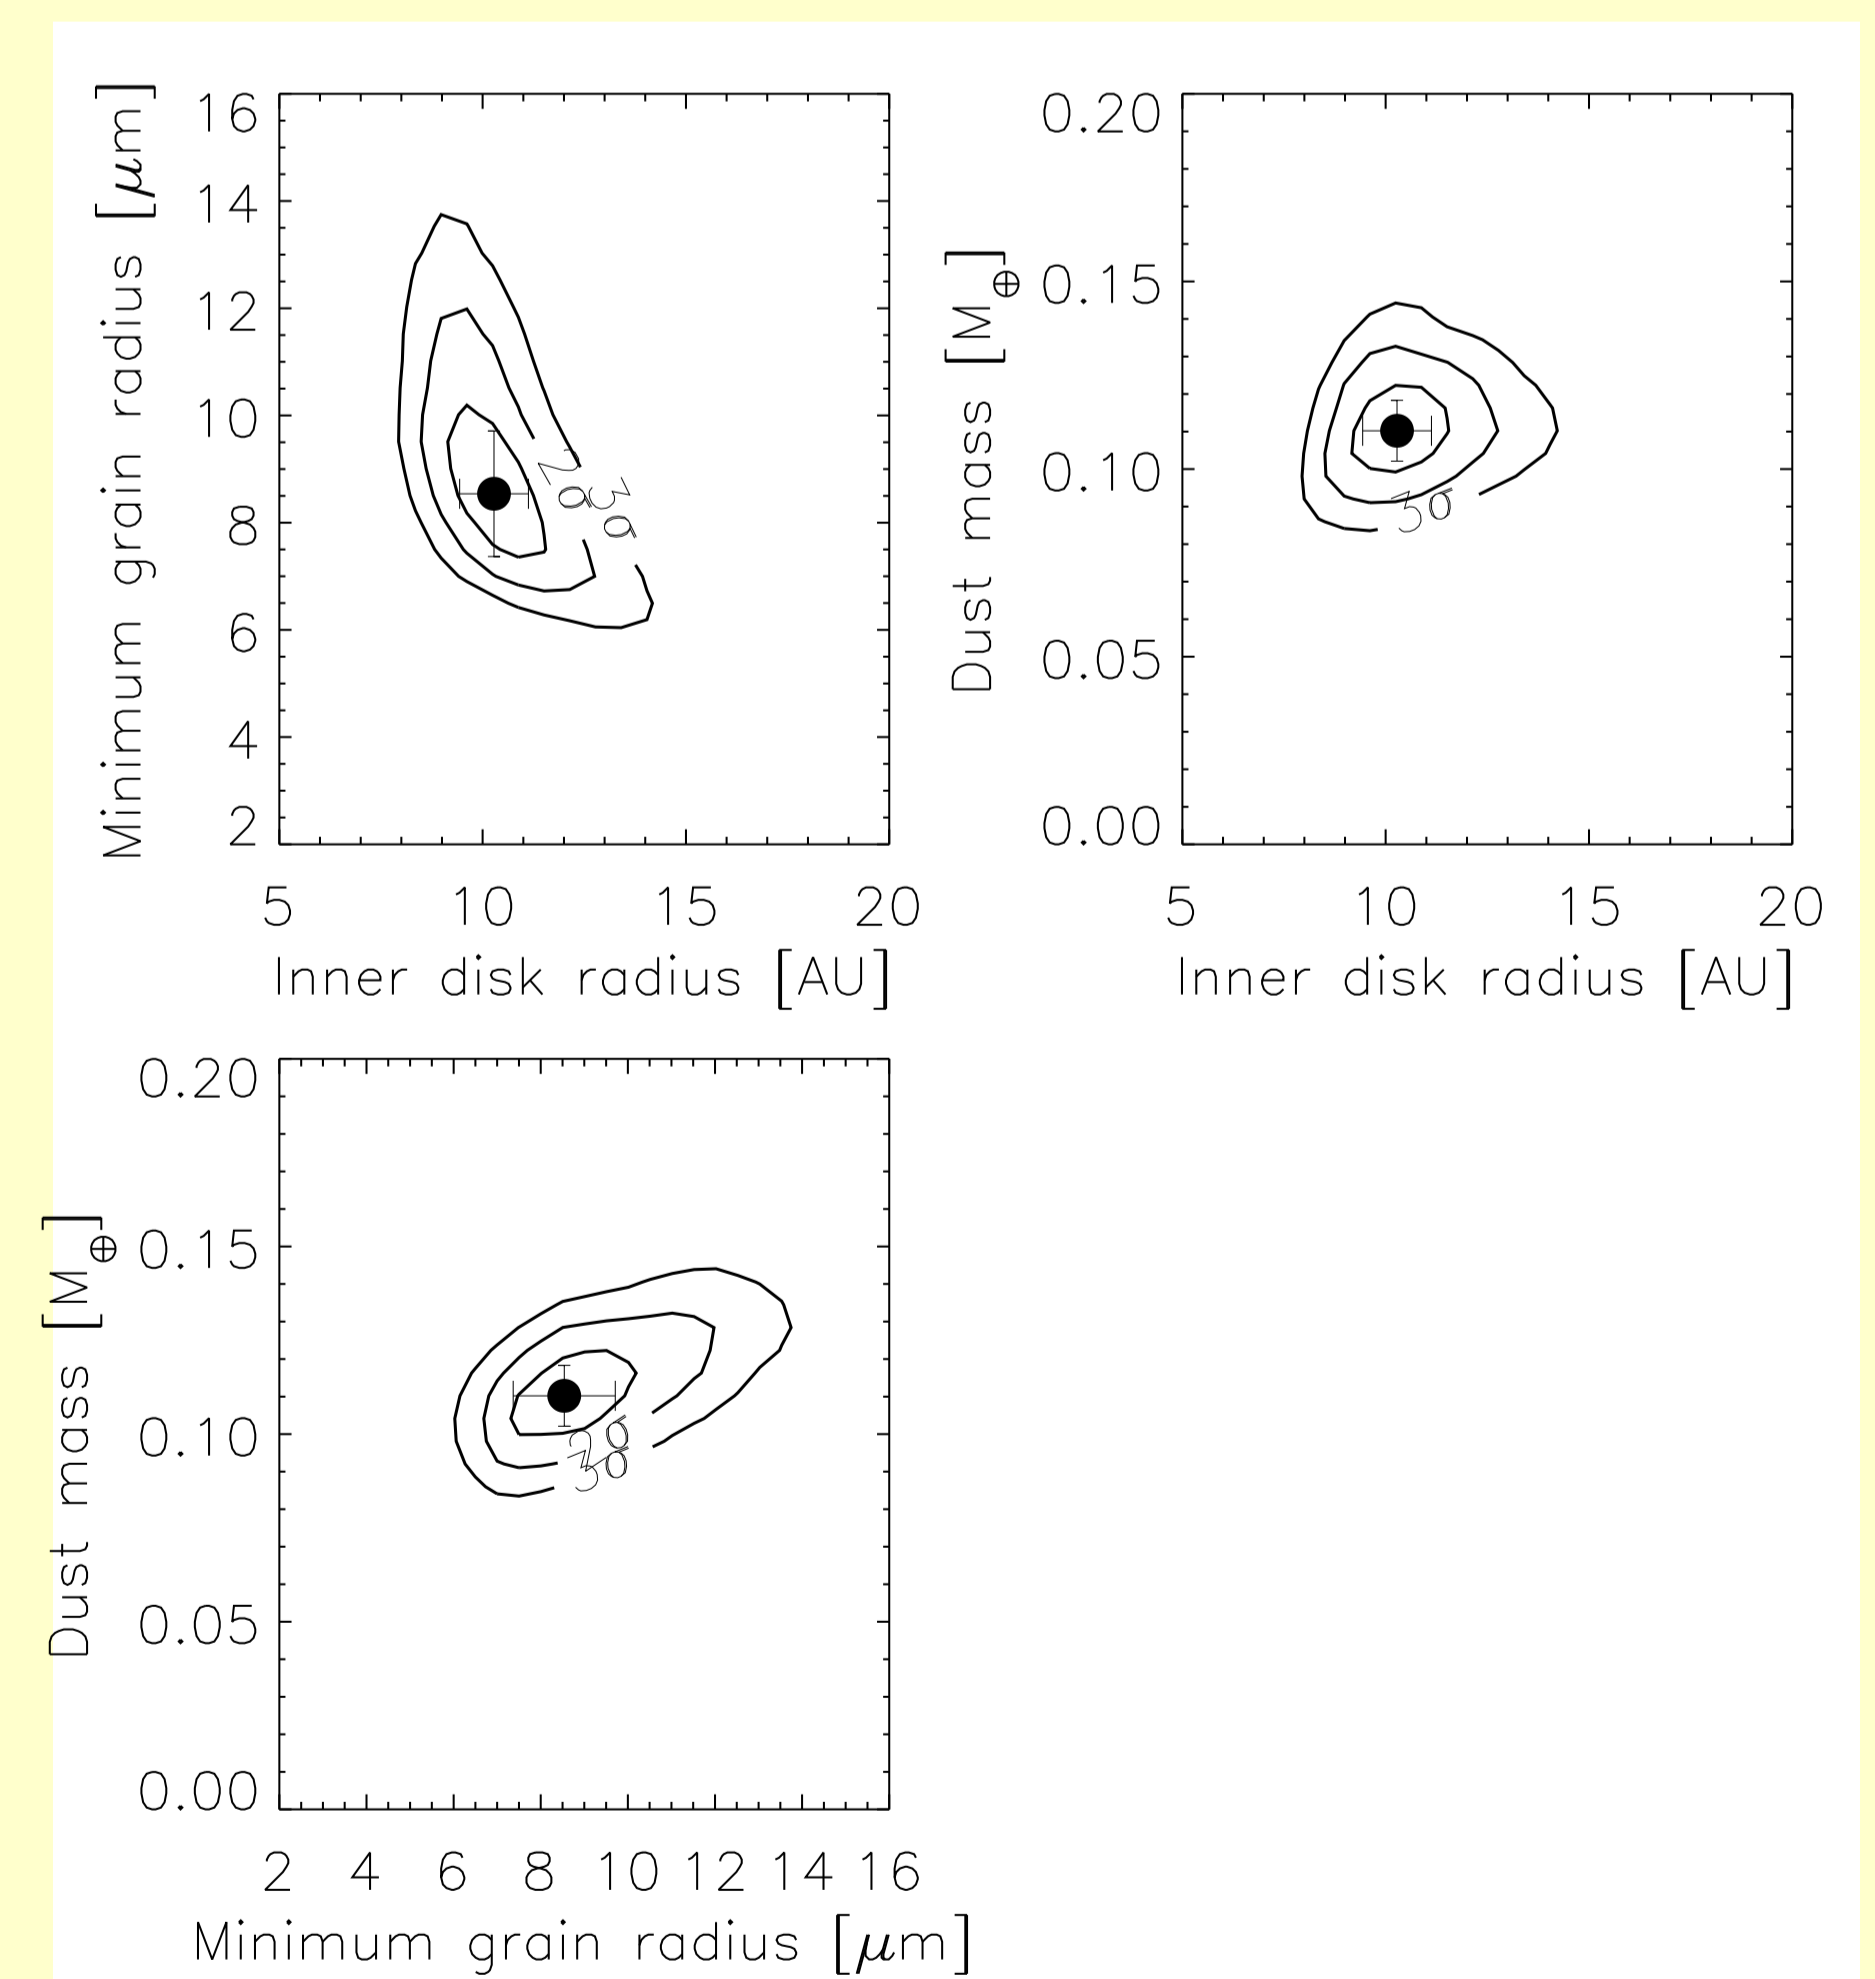 Minimum grain radius [μm]
16
14
12
10
8
6
4
2
2σ
3σ
5 10 15 20
Inner disk radius [AU]
Dust mass [M⊕]
0.20
0.15
0.10
0.05
0.00
3σ
5 10 15 20
Inner disk radius [AU]
Dust mass [M⊕]
0.20
0.15
0.10
0.05
0.00
2σ
3σ
2 4 6 8 10 12 14 16
Minimum grain radius [μm]